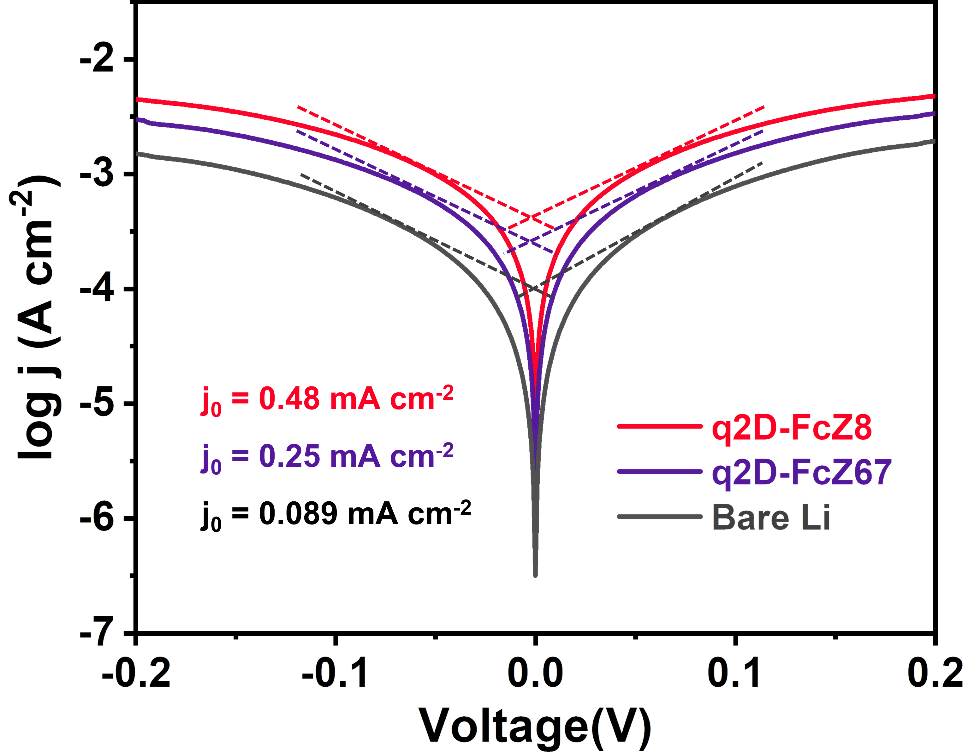 log j (A cm⁻²)
-2
-3
-4
-5
-6
-7
j₀ = 0.48 mA cm⁻²
j₀ = 0.25 mA cm⁻²
j₀ = 0.089 mA cm⁻²
q2D-FcZ8
q2D-FcZ67
Bare Li
-0.2
-0.1
0.0
0.1
0.2
Voltage(V)